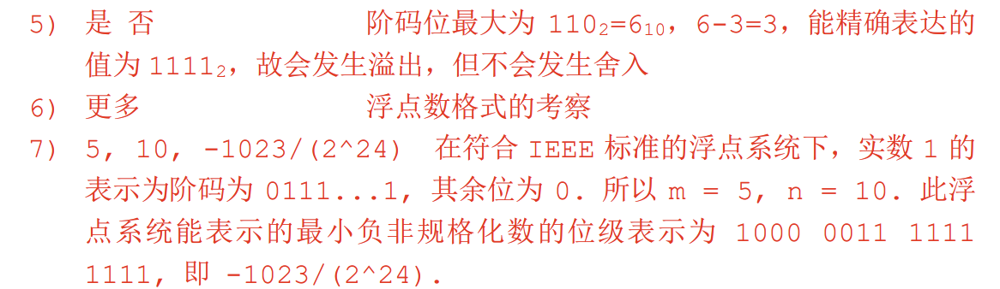 5) 是 否 阶码位最大为 110₂=6₁₀，6-3=3，能精确表达的
值为 1111₂，故会发生溢出，但不会发生舍入
6) 更多 浮点数格式的考察
7) 5, 10, -1023/(2^24) 在符合 IEEE 标准的浮点系统下，实数 1 的
表示为阶码为 0111...1, 其余位为 0. 所以 m = 5, n = 10. 此浮
点系统能表示的最小负非规格化数的位级表示为 1000 0011 1111
1111, 即 -1023/(2^24).